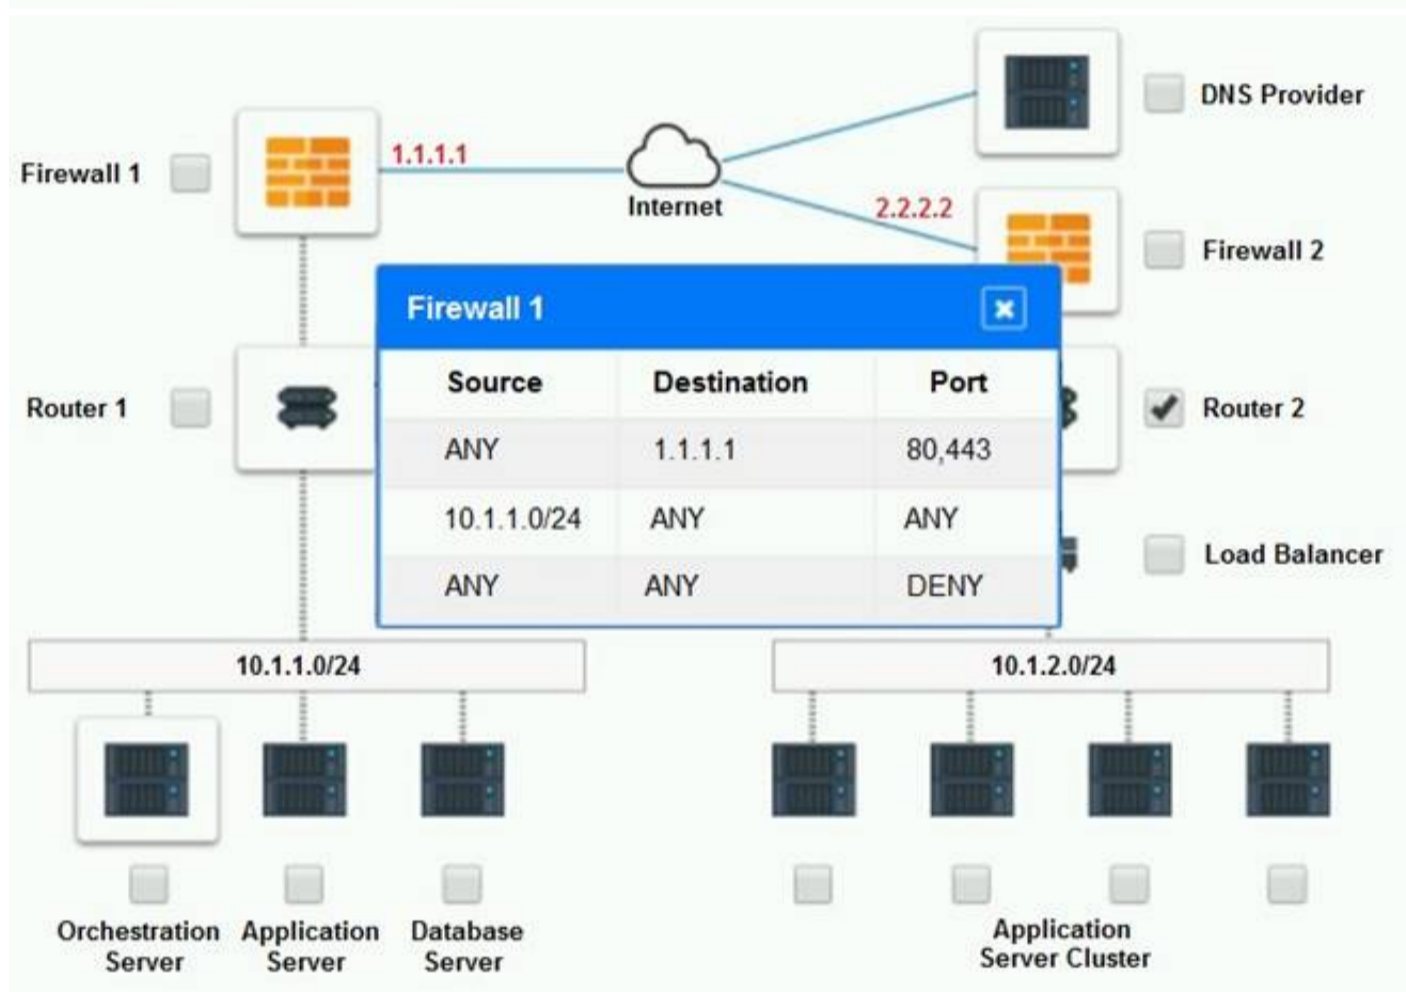 DNS Provider
Firewall 1
1.1.1.1
Internet
2.2.2.2
Firewall 2
Firewall 1
Source Destination Port
Router 1
Router 2
ANY 1.1.1.1 80,443
10.1.1.0/24 ANY ANY
Load Balancer
ANY ANY DENY
10.1.1.0/24
10.1.2.0/24
Orchestration
Server
Application
Server
Database
Server
Application
Server Cluster